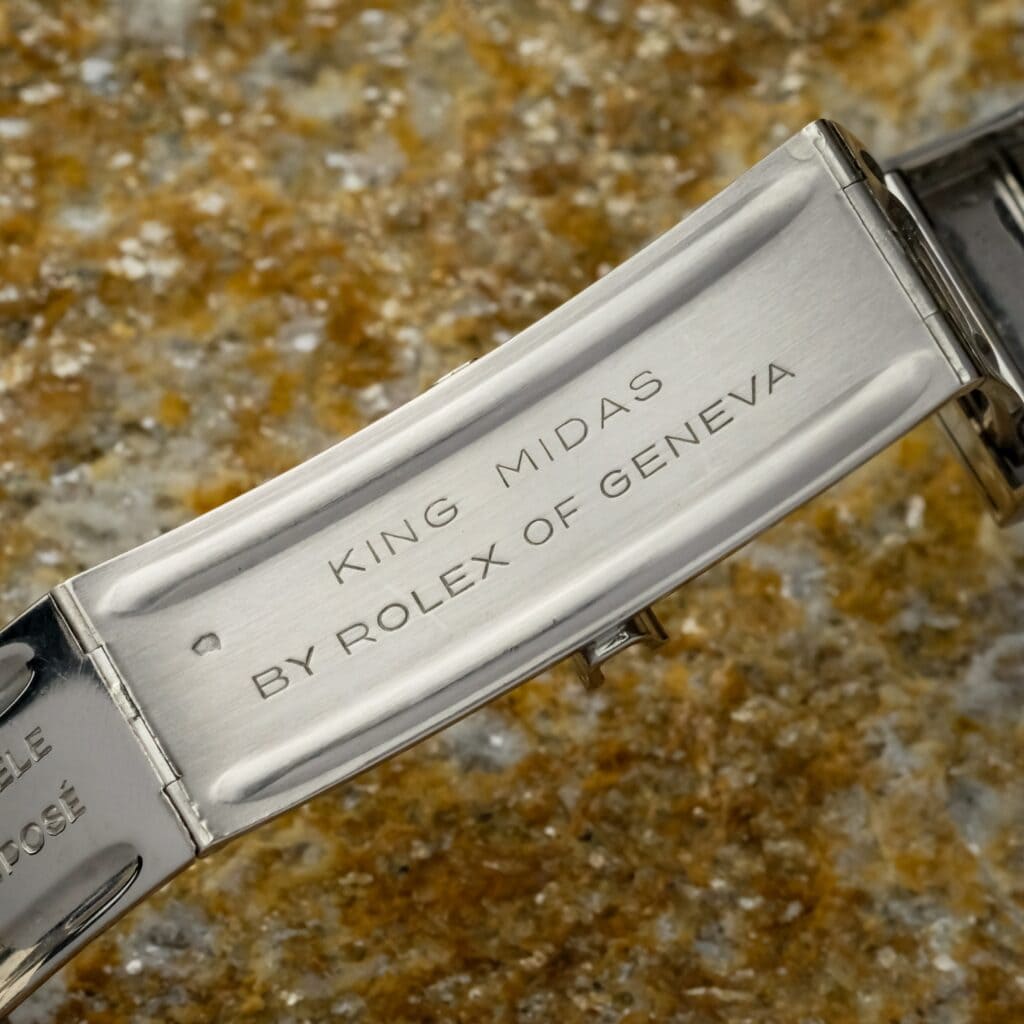 KING MIDAS
BY ROLEX OF GENEVA